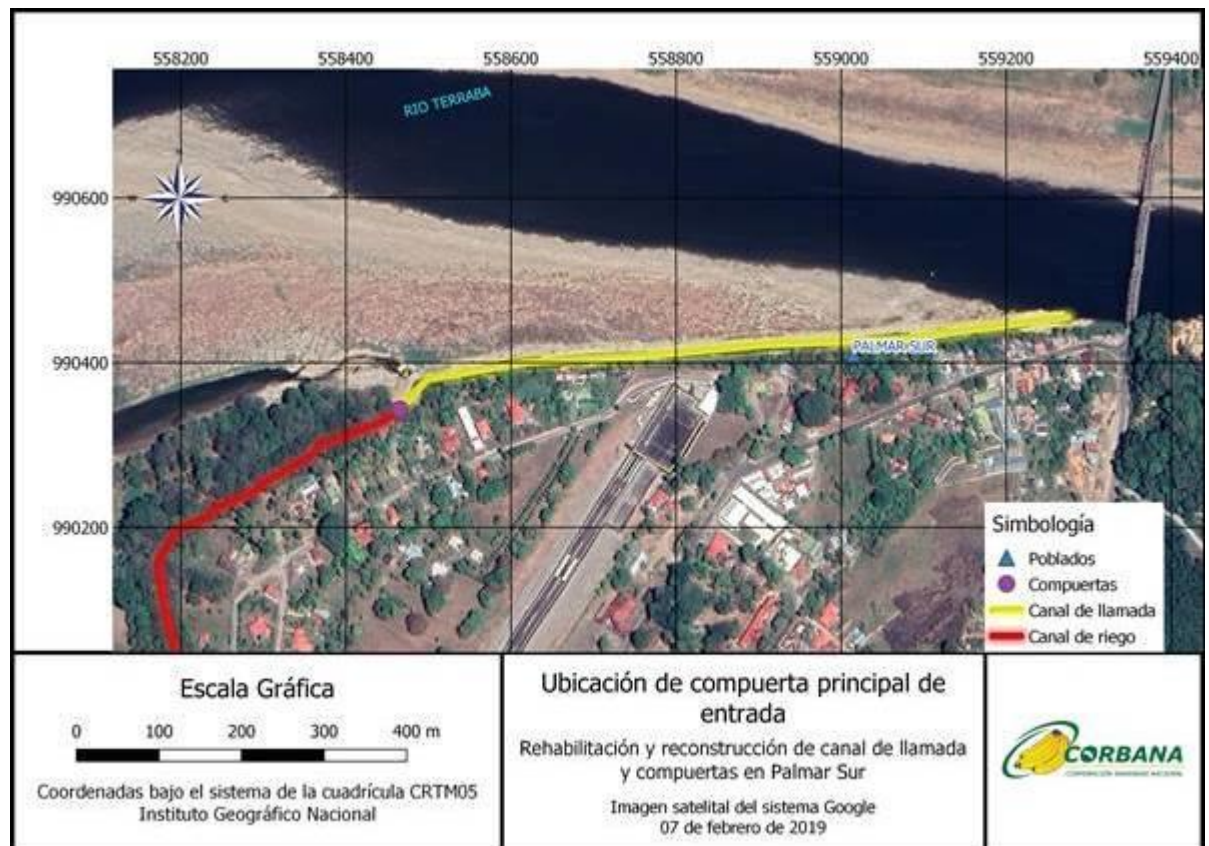 558200 558400 558600 558800 559000 559200 559400
RIO TERRABA
990600
990400
PALMAR SUR
990200
Simbología
Poblados
Compuertas
Canal de llamada
Canal de riego
Escala Gráfica
0 100 200 300 400 m
Coordenadas bajo el sistema de la cuadrícula CRTM05
Instituto Geográfico Nacional
Ubicación de compuerta principal de
entrada
Rehabilitación y reconstrucción de canal de llamada
y compuertas en Palmar Sur
Imagen satelital del sistema Google
07 de febrero de 2019
CORBANA
CORPORACIÓN BANANERA NACIONAL